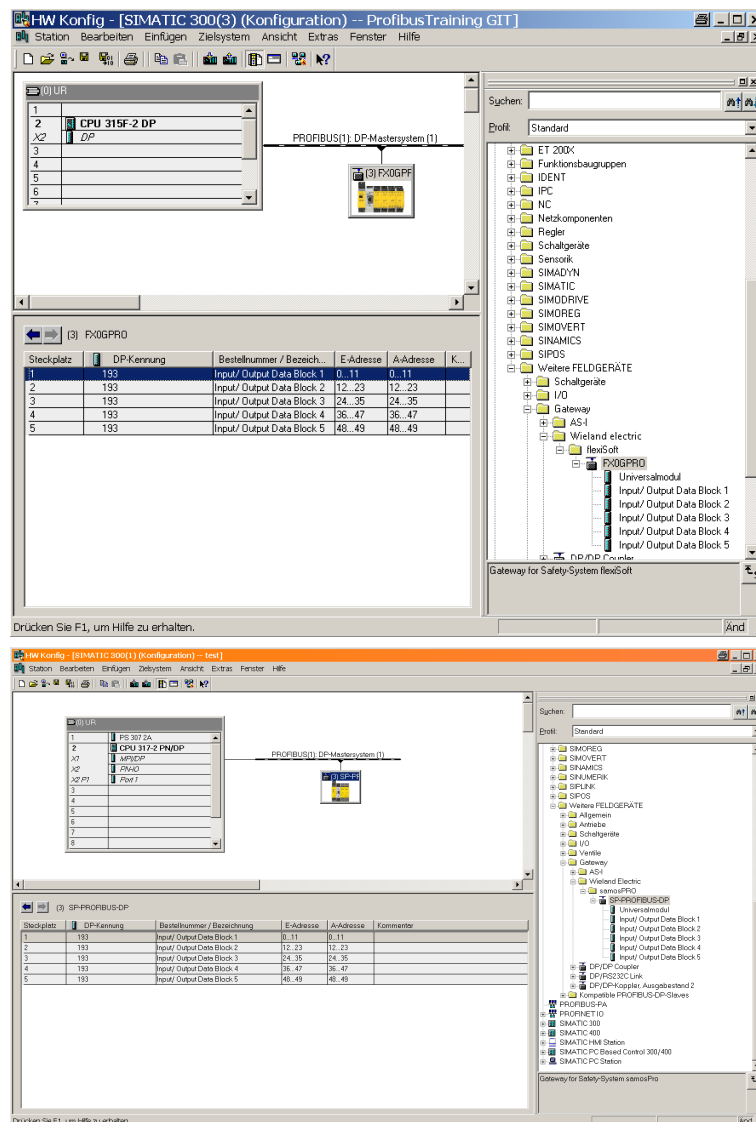 HW Konfig - [SIMATIC 300(3) (Konfiguration) -- ProfibusTraining GIT]
Station Bearbeiten Einfügen Zielsystem Ansicht Extras Fenster Hilfe
(0) UR
1
2 CPU 315F-2 DP
X2 DP
3
4
5
6
PROFIBUS(1): DP-Mastersystem (1)
(3) FX0GPF
Suchen:
Profil: Standard
ET 200X
Funktionsbaugruppen
IDENT
IPC
NC
Netzkomponenten
Regler
Schaltgeräte
Sensorik
SIMADYN
SIMATIC
SIMODRIVE
SIMOREG
SIMOVERT
SINAMICS
SIPOS
Weitere FELDGERÄTE
Schaltgeräte
I/O
Gateway
AS-I
Wieland electric
flexiSoft
FX0GPRO
Universalmodul
Input/ Output Data Block 1
Input/ Output Data Block 2
Input/ Output Data Block 3
Input/ Output Data Block 4
Input/ Output Data Block 5
DP/DP Coupler
Gateway for Safety-System flexiSoft
(3) FX0GPRO
Steckplatz DP-Kennung Bestellnummer / Bezeich... E-Adresse A-Adresse K...
1 193 Input/ Output Data Block 1 0...11 0...11
2 193 Input/ Output Data Block 2 12...23 12...23
3 193 Input/ Output Data Block 3 24...35 24...35
4 193 Input/ Output Data Block 4 36...47 36...47
5 193 Input/ Output Data Block 5 48...49 48...49
Drücken Sie F1, um Hilfe zu erhalten.
Änd
HW Konfig - [SIMATIC 300(1) (Konfiguration) -- test]
Station Bearbeiten Einfügen Zielsystem Ansicht Extras Fenster Hilfe
(0) UR
1 PS 307 2A
2 CPU 317-2 PN/DP
X1 MPI/DP
X2 PN-IO
X2 P1 Port 1
3
4
5
6
7
8
PROFIBUS(1): DP-Mastersystem (1)
(3) SP-PF
Suchen:
Profil: Standard
SIMOREG
SIMOVERT
SINAMICS
SINUMERIK
SIPLINK
SIPOS
Weitere FELDGERÄTE
Allgemein
Antriebe
Schaltgeräte
I/O
Ventile
Gateway
AS-I
Wieland Electric
samosPRO
SP-PROFIBUS-DP
Universalmodul
Input/ Output Data Block 1
Input/ Output Data Block 2
Input/ Output Data Block 3
Input/ Output Data Block 4
Input/ Output Data Block 5
DP/DP Coupler
DP/RS232C Link
DP/DP-Koppler, Ausgabestand 2
Kompatible PROFIBUS-DP-Slaves
PROFIBUS-PA
PROFINET IO
SIMATIC 300
SIMATIC 400
SIMATIC HMI Station
SIMATIC PC Based Control 300/400
SIMATIC PC Station
Gateway for Safety-System samosPro
(3) SP-PROFIBUS-DP
Steckplatz DP-Kennung Bestellnummer / Bezeichnung E-Adresse A-Adresse Kommentar
1 193 Input/ Output Data Block 1 0...11 0...11
2 193 Input/ Output Data Block 2 12...23 12...23
3 193 Input/ Output Data Block 3 24...35 24...35
4 193 Input/ Output Data Block 4 36...47 36...47
5 193 Input/ Output Data Block 5 48...49 48...49
Drücken Sie F1, um Hilfe zu erhalten.
Änd